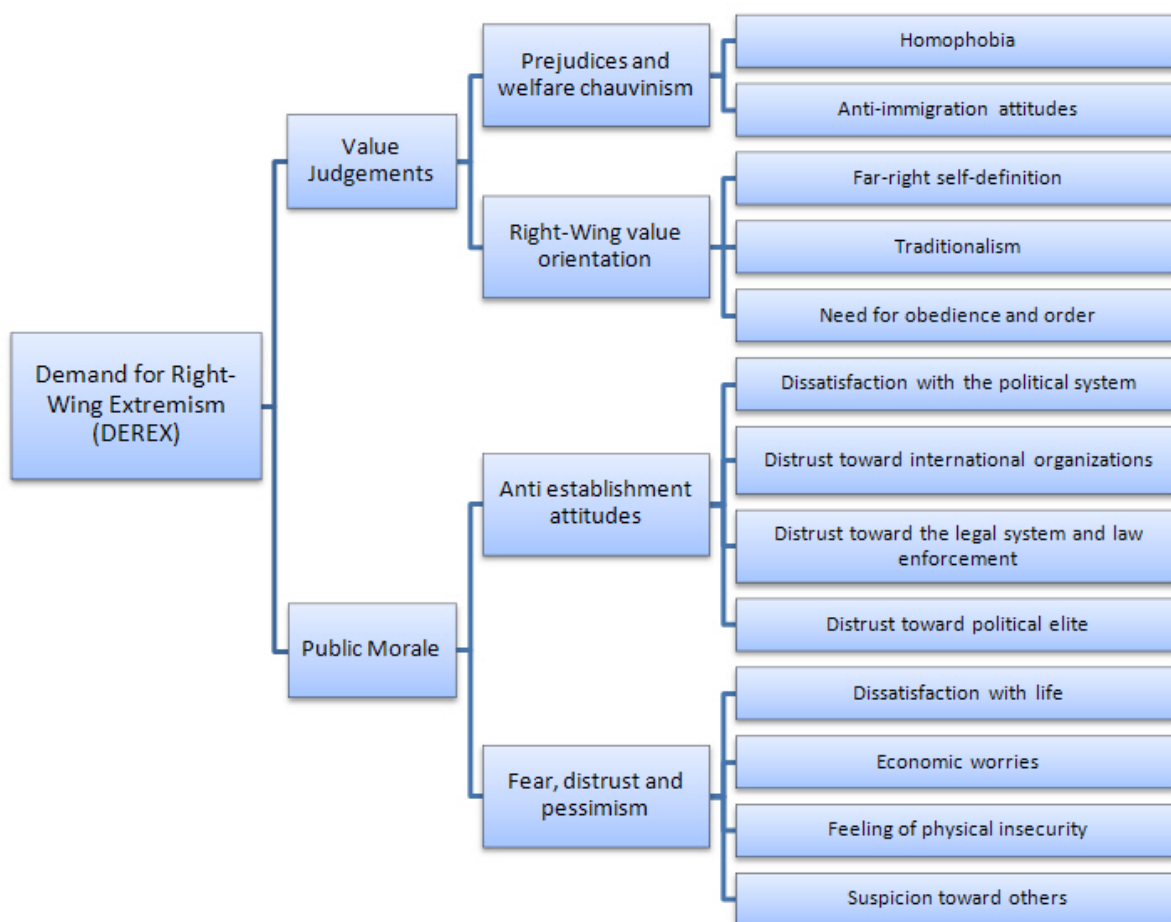 Demand for Right-
Wing Extremism
(DEREX)
Value
Judgements
Prejudices and
welfare chauvinism
Homophobia
Anti-immigration attitudes
Right-Wing value
orientation
Far-right self-definition
Traditionalism
Need for obedience and order
Public Morale
Anti establishment
attitudes
Dissatisfaction with the political system
Distrust toward international organizations
Distrust toward the legal system and law
enforcement
Distrust toward political elite
Fear, distrust and
pessimism
Dissatisfaction with life
Economic worries
Feeling of physical insecurity
Suspicion toward others